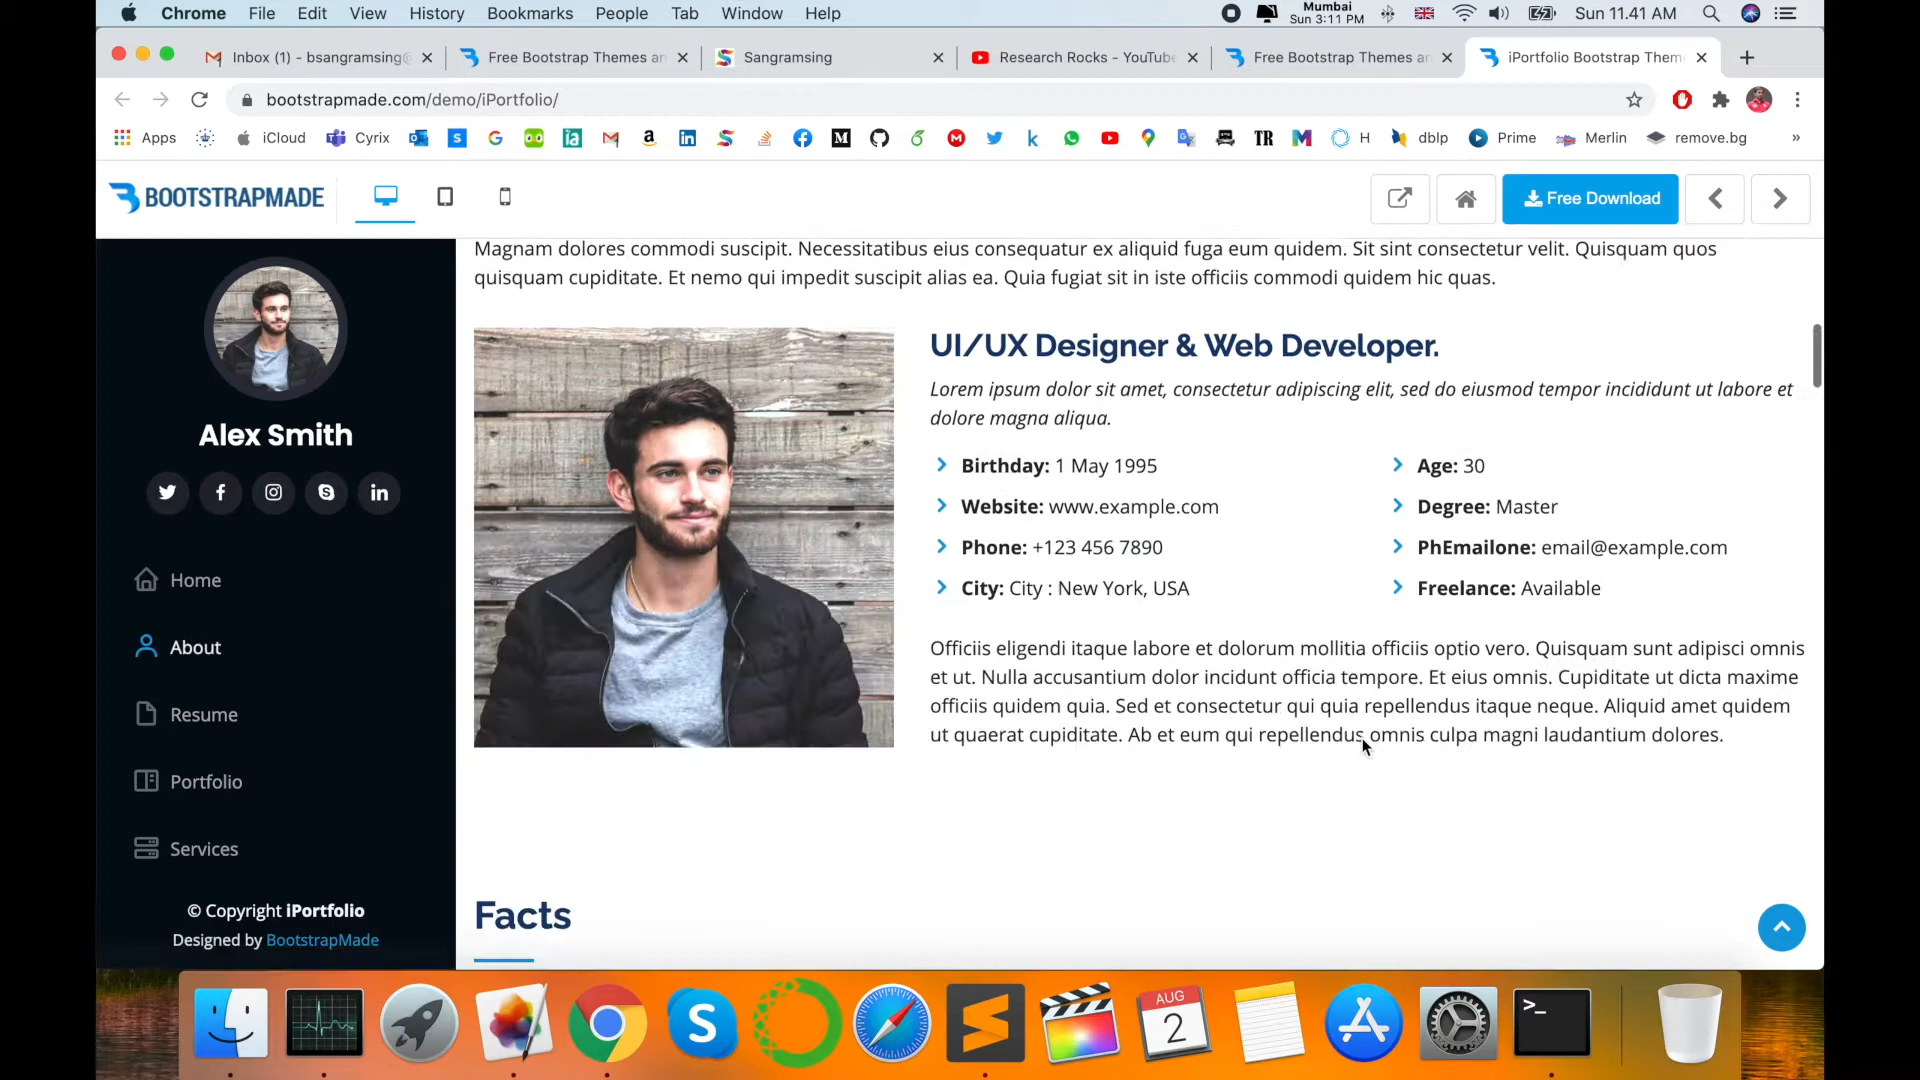 Chrome File Edit View History Bookmarks People Tab Window Help
Mumbai
Sun 3:11 PM
Sun 11.41 AM
Inbox (1) - bsangramsing@
Free Bootstrap Themes an
Sangramsing
Research Rocks - YouTube
Free Bootstrap Themes an
iPortfolio Bootstrap Them
bootstrapmade.com/demo/iPortfolio/
Apps iCloud Cyrix H dblp Prime Merlin remove.bg »
BOOTSTRAPMADE
Free Download
Magnam dolores commodi suscipit. Necessitatibus eius consequatur ex aliquid fuga eum quidem. Sit sint consectetur velit. Quisquam quos
quisquam cupiditate. Et nemo qui impedit suscipit alias ea. Quia fugiat sit in iste officiis commodi quidem hic quas.
Alex Smith
Home
About
Resume
Portfolio
Services
© Copyright iPortfolio
Designed by BootstrapMade
UI/UX Designer & Web Developer.
Lorem ipsum dolor sit amet, consectetur adipiscing elit, sed do eiusmod tempor incididunt ut labore et
dolore magna aliqua.
Birthday: 1 May 1995
Age: 30
Website: www.example.com
Degree: Master
Phone: +123 456 7890
PhEmailone: email@example.com
City: City : New York, USA
Freelance: Available
Officiis eligendi itaque labore et dolorum mollitia officiis optio vero. Quisquam sunt adipisci omnis
et ut. Nulla accusantium dolor incidunt officia tempore. Et eius omnis. Cupiditate ut dicta maxime
officiis quidem quia. Sed et consectetur qui quia repellendus itaque neque. Aliquid amet quidem
ut quaerat cupiditate. Ab et eum qui repellendus omnis culpa magni laudantium dolores.
Facts
AUG
2